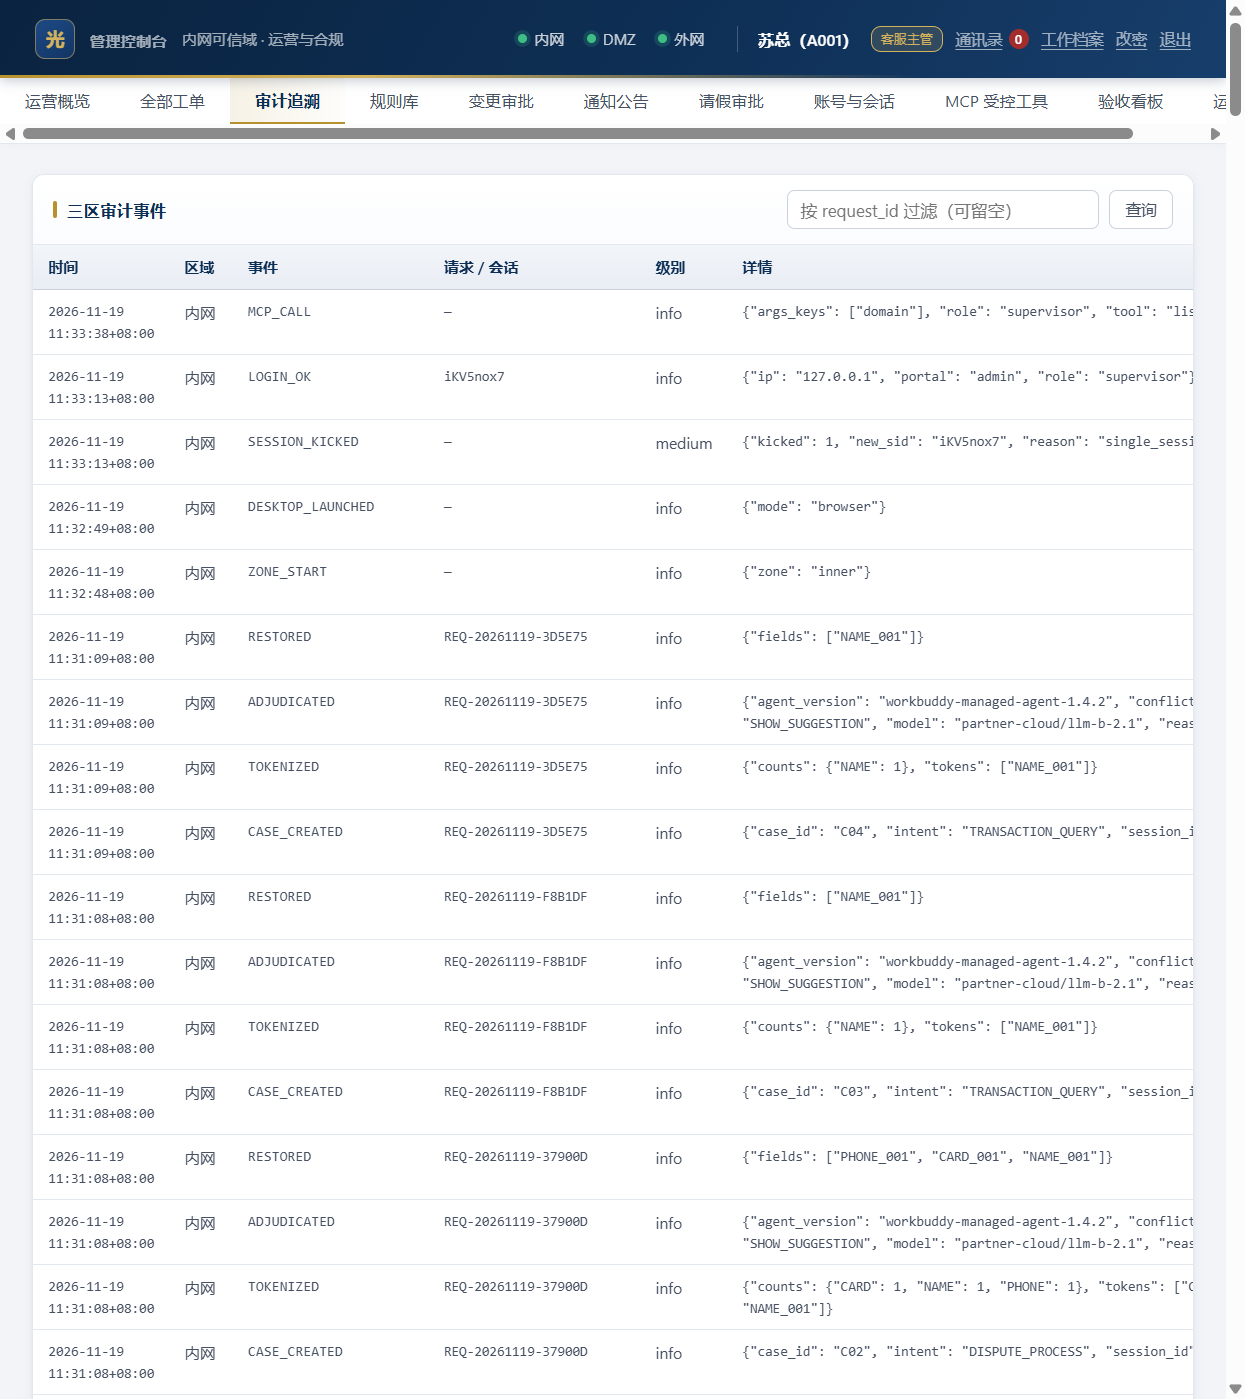 光 管理控制台 内网可信域 · 运营与合规 内网 DMZ 外网 苏总（A001） 客服主管 通讯录 0 工作档案 改密 退出
运营概览 全部工单 审计追溯 规则库 变更审批 通知公告 请假审批 账号与会话 MCP 受控工具 验收看板 运
三区审计事件 按 request_id 过滤（可留空） 查询
时间 区域 事件 请求 / 会话 级别 详情
2026-11-19 内网 MCP_CALL — info {"args_keys": ["domain"], "role": "supervisor", "tool": "lis
11:33:38+08:00
2026-11-19 内网 LOGIN_OK iKV5nox7 info {"ip": "127.0.0.1", "portal": "admin", "role": "supervisor"}
11:33:13+08:00
2026-11-19 内网 SESSION_KICKED — medium {"kicked": 1, "new_sid": "iKV5nox7", "reason": "single_sessi
11:33:13+08:00
2026-11-19 内网 DESKTOP_LAUNCHED — info {"mode": "browser"}
11:32:49+08:00
2026-11-19 内网 ZONE_START — info {"zone": "inner"}
11:32:48+08:00
2026-11-19 内网 RESTORED REQ-20261119-3D5E75 info {"fields": ["NAME_001"]}
11:31:09+08:00
2026-11-19 内网 ADJUDICATED REQ-20261119-3D5E75 info {"agent_version": "workbuddy-managed-agent-1.4.2", "conflict
11:31:09+08:00 "SHOW_SUGGESTION", "model": "partner-cloud/llm-b-2.1", "reas
2026-11-19 内网 TOKENIZED REQ-20261119-3D5E75 info {"counts": {"NAME": 1}, "tokens": ["NAME_001"]}
11:31:09+08:00
2026-11-19 内网 CASE_CREATED REQ-20261119-3D5E75 info {"case_id": "C04", "intent": "TRANSACTION_QUERY", "session_i
11:31:09+08:00
2026-11-19 内网 RESTORED REQ-20261119-F8B1DF info {"fields": ["NAME_001"]}
11:31:08+08:00
2026-11-19 内网 ADJUDICATED REQ-20261119-F8B1DF info {"agent_version": "workbuddy-managed-agent-1.4.2", "conflict
11:31:08+08:00 "SHOW_SUGGESTION", "model": "partner-cloud/llm-b-2.1", "reas
2026-11-19 内网 TOKENIZED REQ-20261119-F8B1DF info {"counts": {"NAME": 1}, "tokens": ["NAME_001"]}
11:31:08+08:00
2026-11-19 内网 CASE_CREATED REQ-20261119-F8B1DF info {"case_id": "C03", "intent": "TRANSACTION_QUERY", "session_i
11:31:08+08:00
2026-11-19 内网 RESTORED REQ-20261119-37900D info {"fields": ["PHONE_001", "CARD_001", "NAME_001"]}
11:31:08+08:00
2026-11-19 内网 ADJUDICATED REQ-20261119-37900D info {"agent_version": "workbuddy-managed-agent-1.4.2", "conflict
11:31:08+08:00 "SHOW_SUGGESTION", "model": "partner-cloud/llm-b-2.1", "reas
2026-11-19 内网 TOKENIZED REQ-20261119-37900D info {"counts": {"CARD": 1, "NAME": 1, "PHONE": 1}, "tokens": ["C
11:31:08+08:00 "NAME_001"]}
2026-11-19 内网 CASE_CREATED REQ-20261119-37900D info {"case_id": "C02", "intent": "DISPUTE_PROCESS", "session_id"
11:31:08+08:00